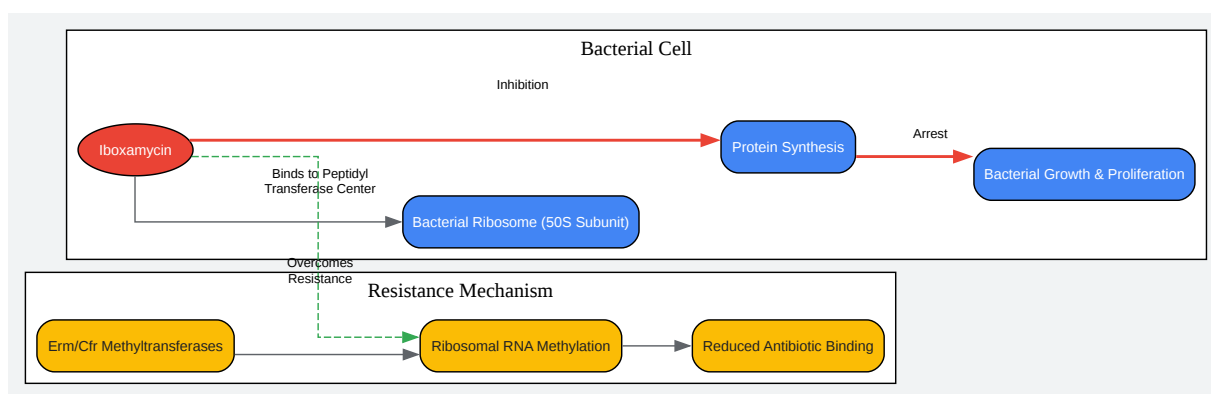 Bacterial Cell
Inhibition
Arrest
Iboxamycin
Protein Synthesis
Binds to Peptidyl
Transferase Center
Bacterial Growth & Proliferation
Bacterial Ribosome (50S Subunit)
Overcomes
Resistance
Resistance Mechanism
Erm/Cfr Methyltransferases
Ribosomal RNA Methylation
Reduced Antibiotic Binding